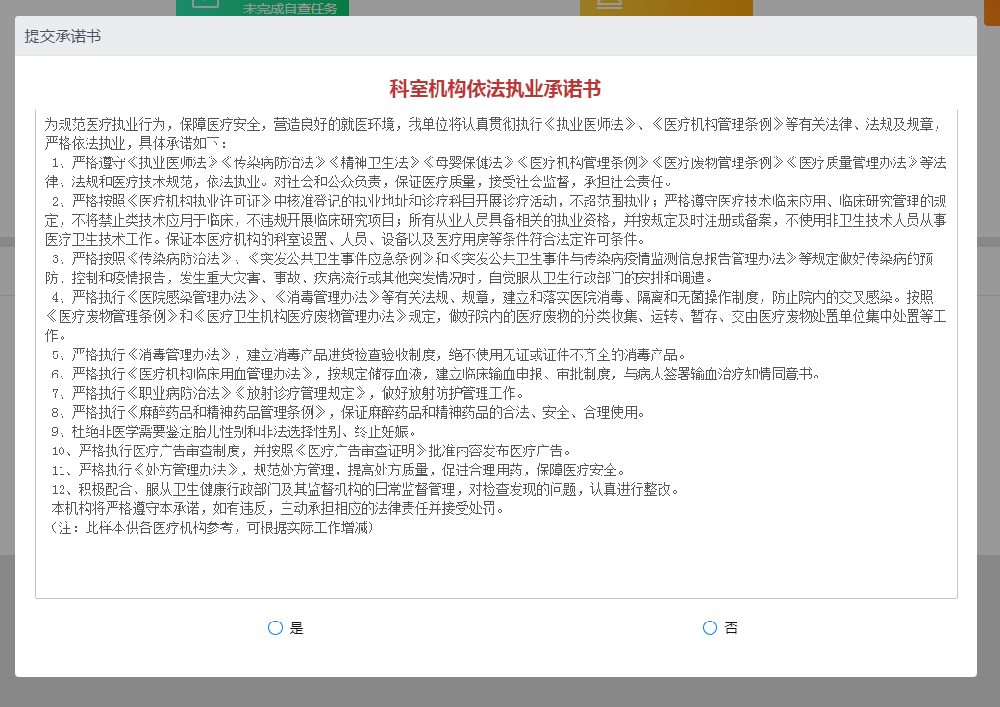 未完成自查任务
提交承诺书
科室机构依法执业承诺书
为规范医疗执业行为，保障医疗安全，营造良好的就医环境，我单位将认真贯彻执行《执业医师法》、《医疗机构管理条例》等有关法律、法规及规章，
严格依法执业，具体承诺如下：
1、严格遵守《执业医师法》《传染病防治法》《精神卫生法》《母婴保健法》《医疗机构管理条例》《医疗废物管理条例》《医疗质量管理办法》等法
律、法规和医疗技术规范，依法执业。对社会和公众负责，保证医疗质量，接受社会监督，承担社会责任。
2、严格按照《医疗机构执业许可证》中核准登记的执业地址和诊疗科目开展诊疗活动，不超范围执业；严格遵守医疗技术临床应用、临床研究管理的规
定，不将禁止类技术应用于临床，不违规开展临床研究项目；所有从业人员具备相关的执业资格，并按规定及时注册或备案，不使用非卫生技术人员从事
医疗卫生技术工作。保证本医疗机构的科室设置、人员、设备以及医疗用房等条件符合法定许可条件。
3、严格按照《传染病防治法》、《突发公共卫生事件应急条例》和《突发公共卫生事件与传染病疫情监测信息报告管理办法》等规定做好传染病的预
防、控制和疫情报告，发生重大灾害、事故、疾病流行或其他突发情况时，自觉服从卫生行政部门的安排和调遣。
4、严格执行《医院感染管理办法》、《消毒管理办法》等有关法规、规章，建立和落实医院消毒、隔离和无菌操作制度，防止院内的交叉感染。按照
《医疗废物管理条例》和《医疗卫生机构医疗废物管理办法》规定，做好院内的医疗废物的分类收集、运转、暂存、交由医疗废物处置单位集中处置等工
作。
5、严格执行《消毒管理办法》，建立消毒产品进货检查验收制度，绝不使用无证或证件不齐全的消毒产品。
6、严格执行《医疗机构临床用血管理办法》，按规定储存血液，建立临床输血申报、审批制度，与病人签署输血治疗知情同意书。
7、严格执行《职业病防治法》《放射诊疗管理规定》，做好放射防护管理工作。
8、严格执行《麻醉药品和精神药品管理条例》，保证麻醉药品和精神药品的合法、安全、合理使用。
9、杜绝非医学需要鉴定胎儿性别和非法选择性别、终止妊娠。
10、严格执行医疗广告审查制度，并按照《医疗广告审查证明》批准内容发布医疗广告。
11、严格执行《处方管理办法》，规范处方管理，提高处方质量，促进合理用药，保障医疗安全。
12、积极配合、服从卫生健康行政部门及其监督机构的日常监督管理，对检查发现的问题，认真进行整改。
本机构将严格遵守本承诺，如有违反，主动承担相应的法律责任并接受处罚。
（注：此样本供各医疗机构参考，可根据实际工作增减）
是
否